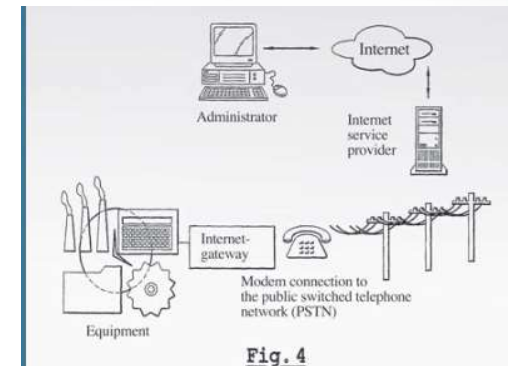 Internet
Administrator
Internet
service
provider
Internet-
gateway
Modem connection to
the public switched telephone
network (PSTN)
Equipment
Fig. 4